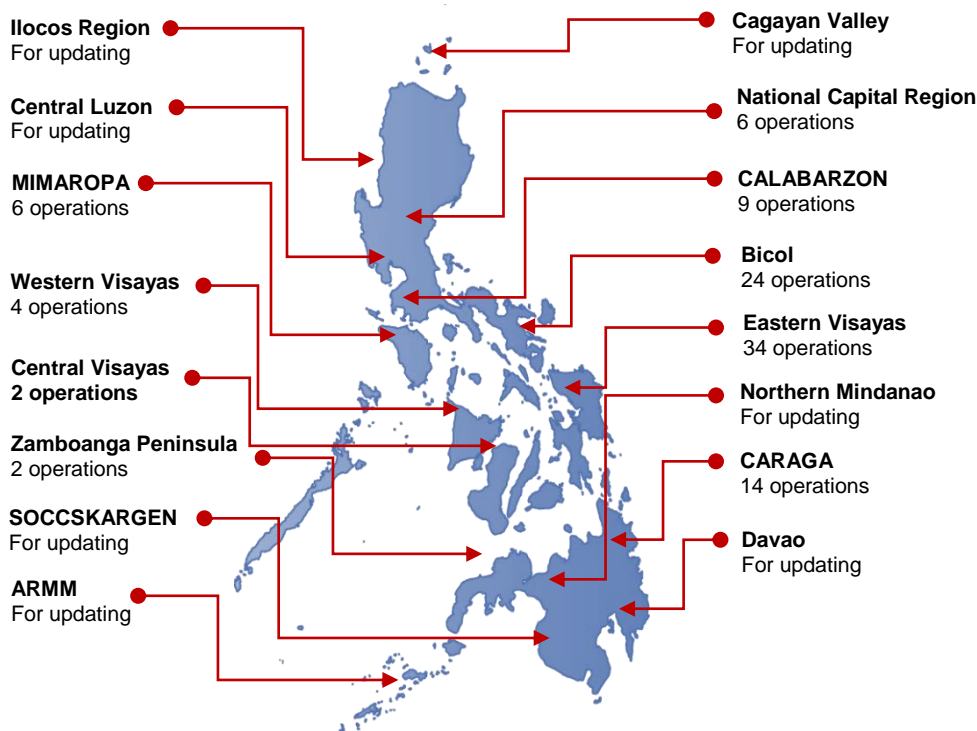 Ilocos Region
For updating
Central Luzon
For updating
MIMAROPA
6 operations
Western Visayas
4 operations
Central Visayas
2 operations
Zamboanga Peninsula
2 operations
SOCCSKARGEN
For updating
ARMM
For updating
Cagayan Valley
For updating
National Capital Region
6 operations
CALABARZON
9 operations
Bicol
24 operations
Eastern Visayas
34 operations
Northern Mindanao
For updating
CARAGA
14 operations
Davao
For updating